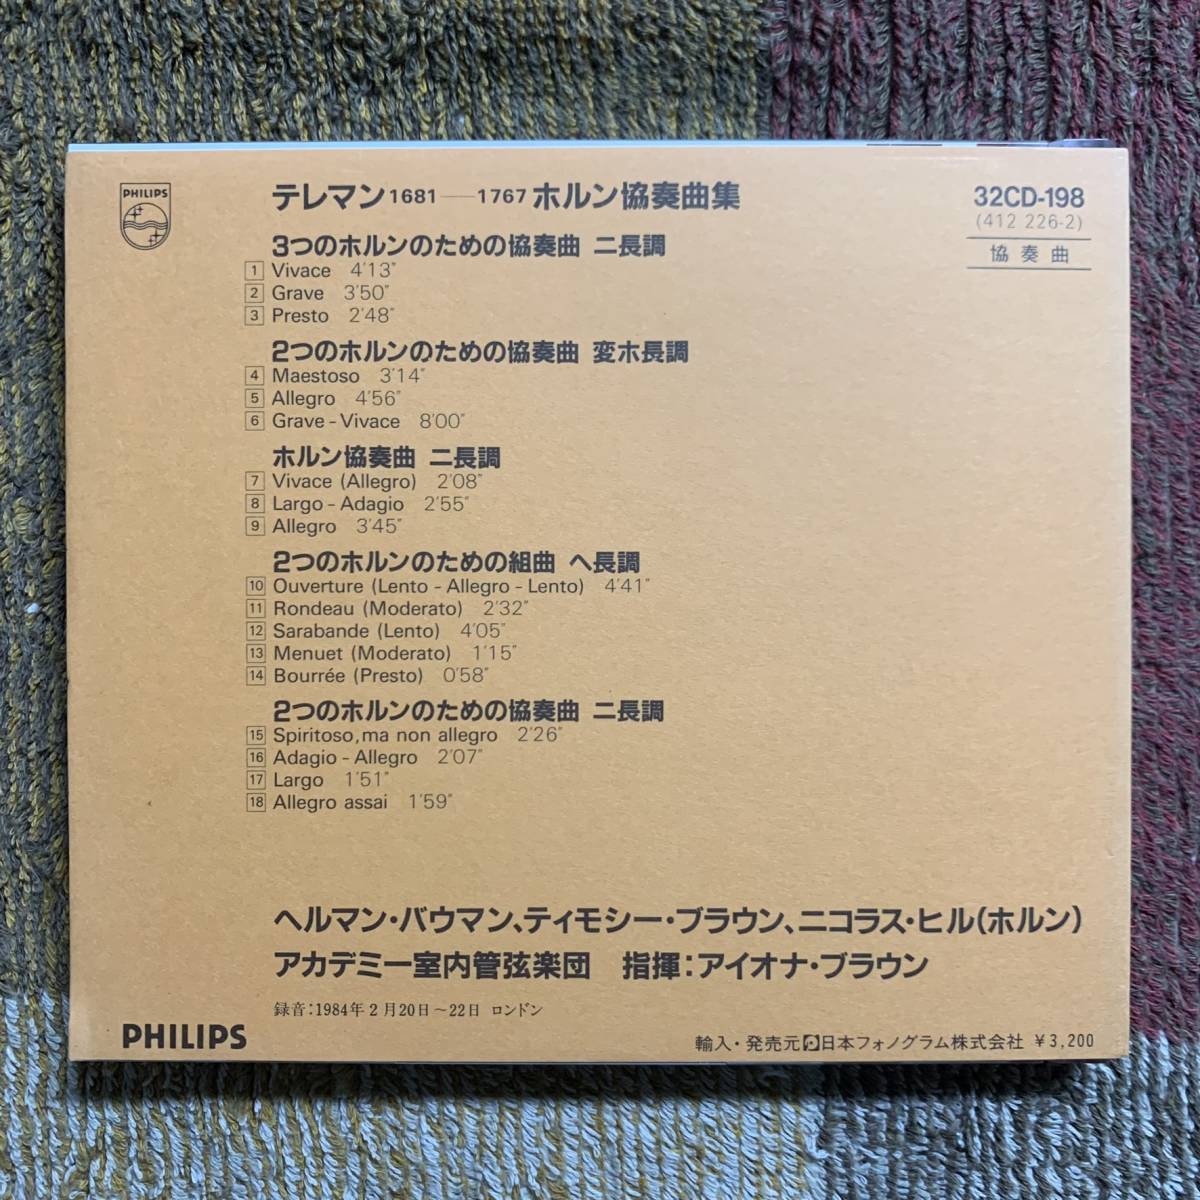 PHILIPS
テレマン1681—1767ホルン協奏曲集
32CD-198
(412 226-2)
協奏曲
3つのホルンのための協奏曲 ニ長調
1 Vivace 4'13"
2 Grave 3'50"
3 Presto 2'48"
2つのホルンのための協奏曲 変ホ長調
4 Maestoso 3'14"
5 Allegro 4'56"
6 Grave - Vivace 8'00"
ホルン協奏曲 ニ長調
7 Vivace (Allegro) 2'08"
8 Largo - Adagio 2'55"
9 Allegro 3'45"
2つのホルンのための組曲 ヘ長調
10 Ouverture (Lento - Allegro - Lento) 4'41"
11 Rondeau (Moderato) 2'32"
12 Sarabande (Lento) 4'05"
13 Menuet (Moderato) 1'15"
14 Bourrée (Presto) 0'58"
2つのホルンのための協奏曲 ニ長調
15 Spiritoso, ma non allegro 2'26"
16 Adagio - Allegro 2'07"
17 Largo 1'51"
18 Allegro assai 1'59"
ヘルマン・バウマン、ティモシー・ブラウン、ニコラス・ヒル(ホルン)
アカデミー室内管弦楽団 指揮:アイオナ・ブラウン
録音:1984年2月20日〜22日 ロンドン
PHILIPS
輸入・発売元 日本フォノグラム株式会社 ¥3,200